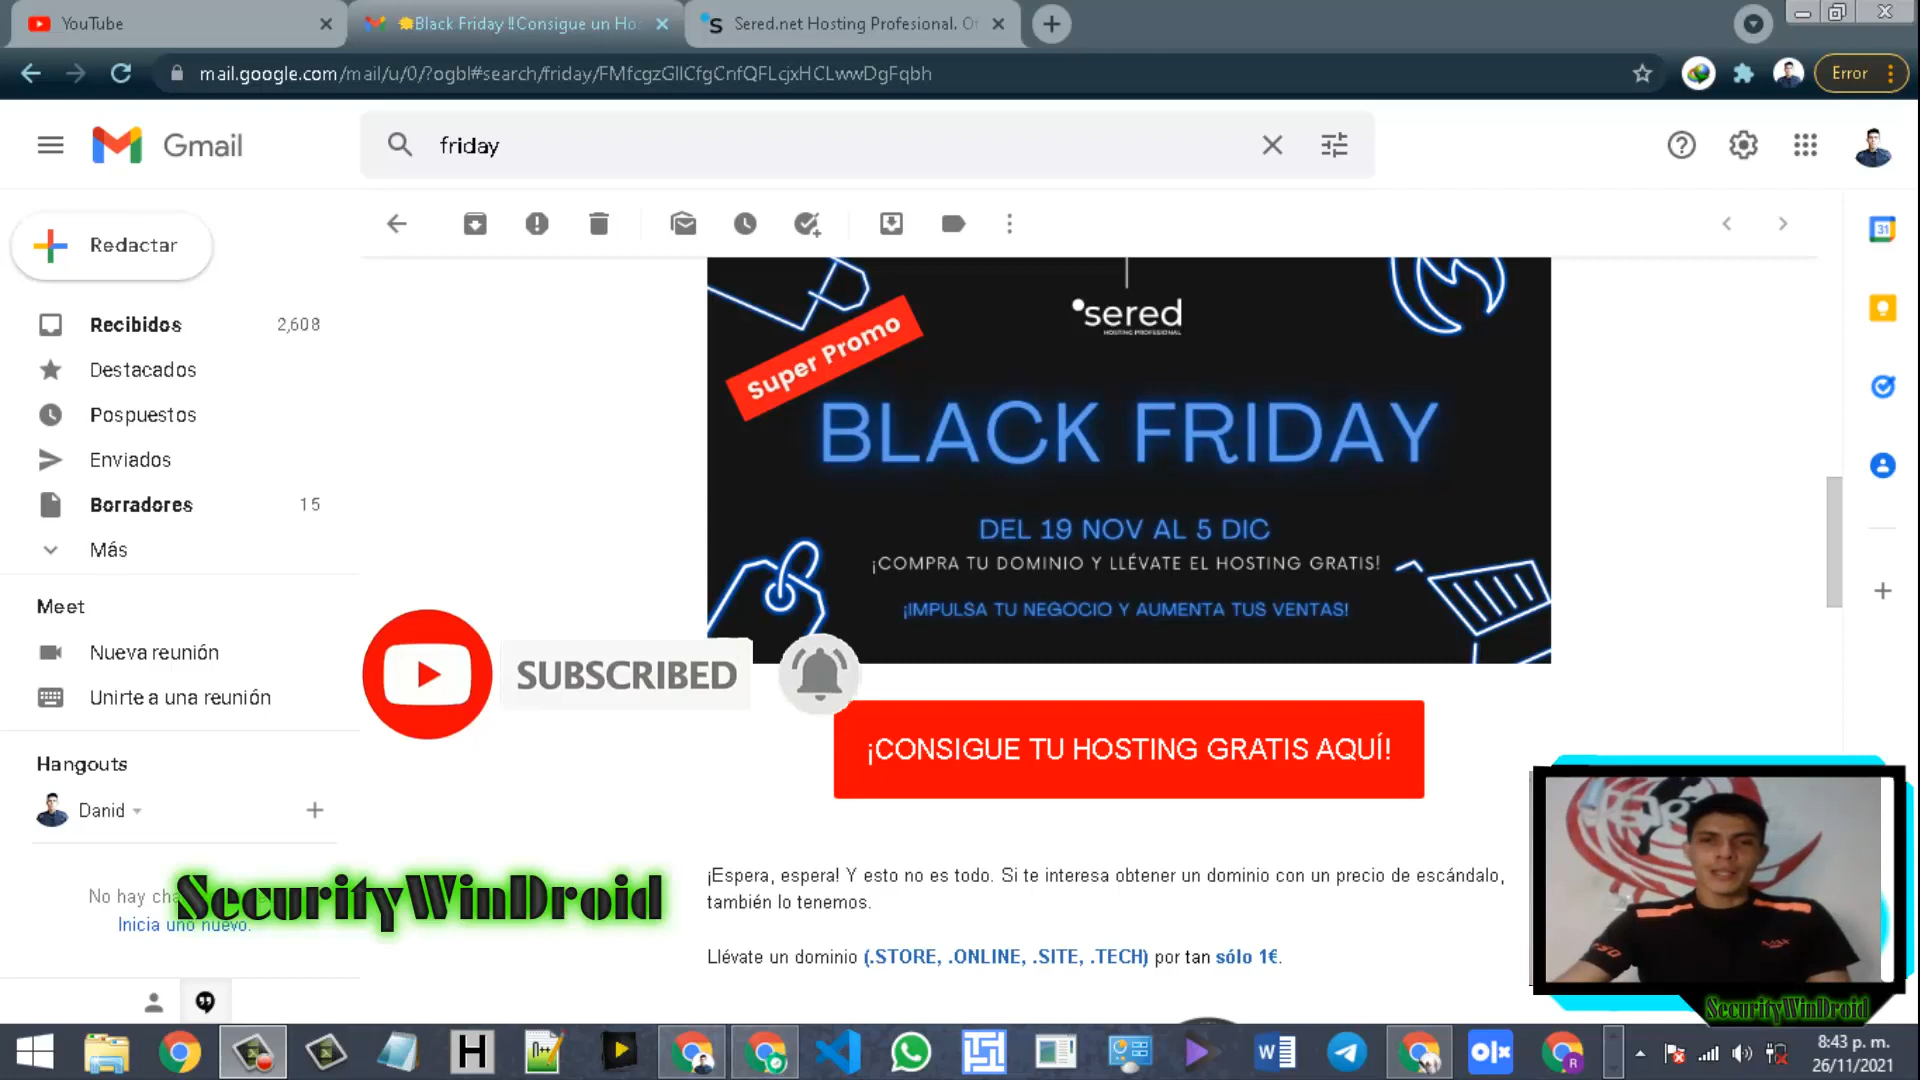 YouTube
Black Friday !!Consigue un Ho
Sered.net Hosting Profesional. O
mail.google.com/mail/u/0/?ogbl#search/friday/FMfcgzGllCfgCnfQFLcjxHCLwwDgFqbh
Error
Gmail
friday
Redactar
Recibidos 2,608
Destacados
Pospuestos
Enviados
Borradores 15
Más
Meet
Nueva reunión
Unirte a una reunión
Hangouts
Danid
No hay ch
Inicia uno nuevo.
31
sered
HOSTING PROFESIONAL
Super Promo
BLACK FRIDAY
DEL 19 NOV AL 5 DIC
¡COMPRA TU DOMINIO Y LLÉVATE EL HOSTING GRATIS!
¡IMPULSA TU NEGOCIO Y AUMENTA TUS VENTAS!
SUBSCRIBED
¡CONSIGUE TU HOSTING GRATIS AQUÍ!
¡Espera, espera! Y esto no es todo. Si te interesa obtener un dominio con un precio de escándalo,
también lo tenemos.
Llévate un dominio (.STORE, .ONLINE, .SITE, .TECH) por tan sólo 1€.
SecurityWinDroid
SecurityWinDroid
8:43 p. m.
26/11/2021